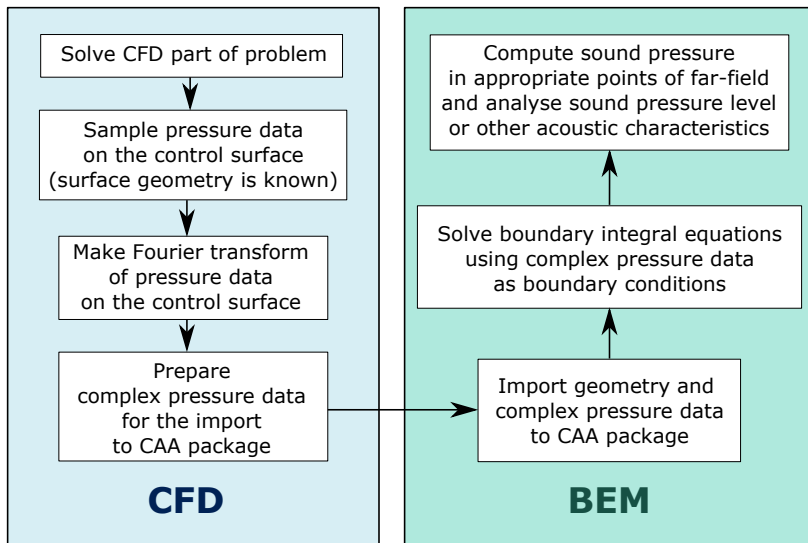 Solve CFD part of problem
Sample pressure data
on the control surface
(surface geometry is known)
Make Fourier transform
of pressure data
on the control surface
Prepare
complex pressure data
for the import
to CAA package
CFD
Compute sound pressure
in appropriate points of far-field
and analyse sound pressure level
or other acoustic characteristics
Solve boundary integral equations
using complex pressure data
as boundary conditions
Import geometry and
complex pressure data
to CAA package
BEM